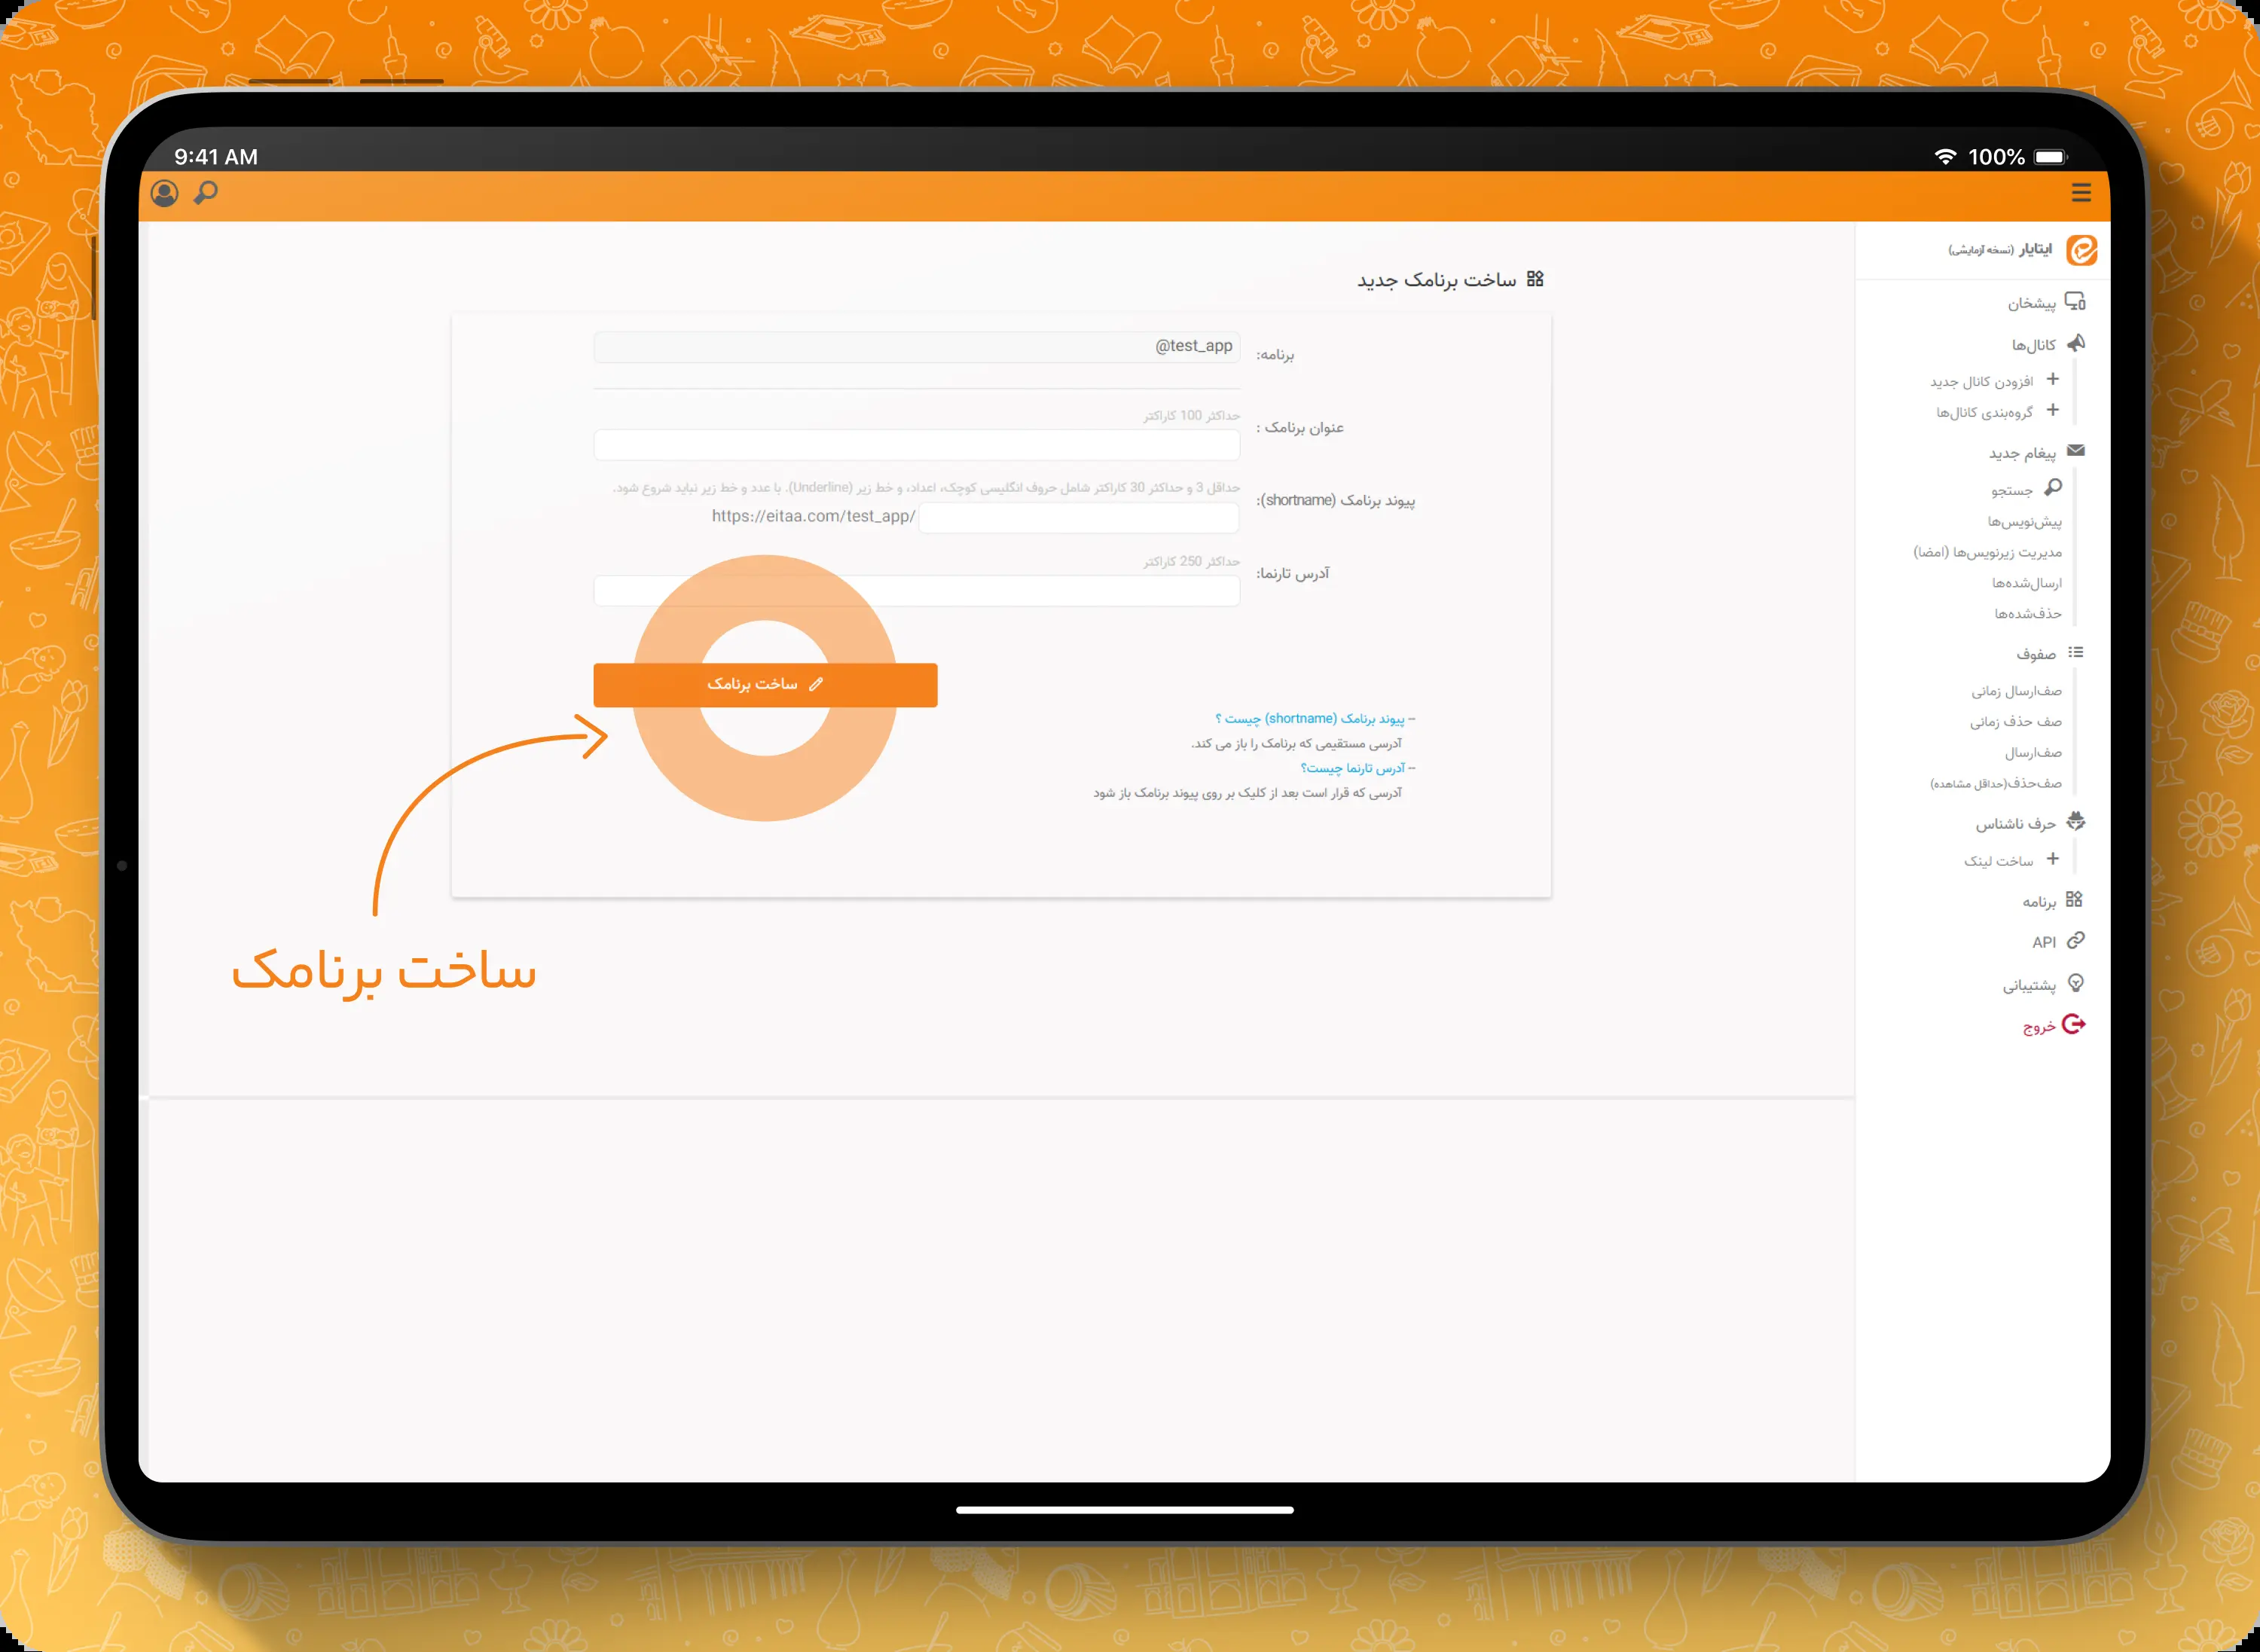 9:41 AM
100%
ایتایار (نسخه آزمایشی)
پیشخان
کانال‌ها
افزودن کانال جدید
گروه‌بندی کانال‌ها
پیغام جدید
جستجو
پیش‌نویس‌ها
مدیریت زیرنویس‌ها (امضا)
ارسال‌شده‌ها
حذف‌شده‌ها
صفوف
صف‌ارسال زمانی
صف حذف زمانی
صف‌ارسال
صف‌حذف(حداقل مشاهده)
حرف ناشناس
ساخت لینک
برنامه
API
پشتیبانی
خروج
ساخت برنامک جدید
برنامه:
@test_app
حداکثر 100 کاراکتر
عنوان برنامک :
حداقل 3 و حداکثر 30 کاراکتر شامل حروف انگلیسی کوچک، اعداد، و خط زیر (Underline). با عدد و خط زیر نباید شروع شود.
پیوند برنامک (shortname):
https://eitaa.com/test_app/
حداکثر 250 کاراکتر
آدرس تارنما:
ساخت برنامک
– پیوند برنامک (shortname) چیست ؟
آدرسی مستقیمی که برنامک را باز می کند.
– آدرس تارنما چیست؟
آدرسی که قرار است بعد از کلیک بر روی پیوند برنامک باز شود
ساخت برنامک